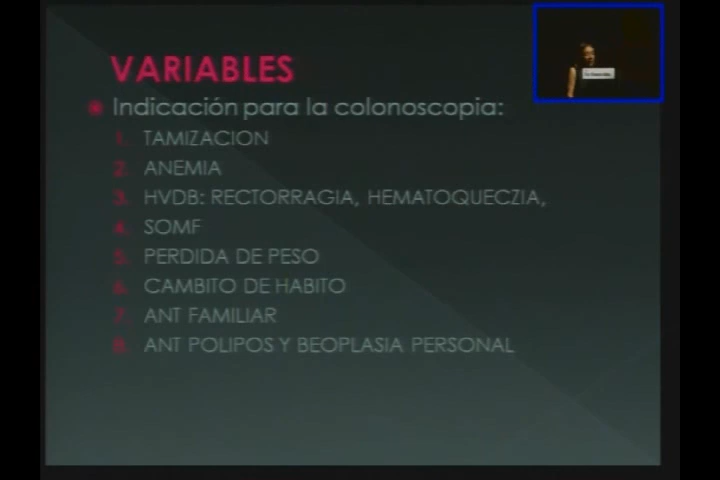 VARIABLES
Indicación para la colonoscopia:
1. TAMIZACION
2. ANEMIA
3. HVDB: RECTORRAGIA, HEMATOQUECZIA,
4. SOMF
5. PERDIDA DE PESO
6. CAMBITO DE HABITO
7. ANT FAMILIAR
8. ANT POLIPOS Y BEOPLASIA PERSONAL